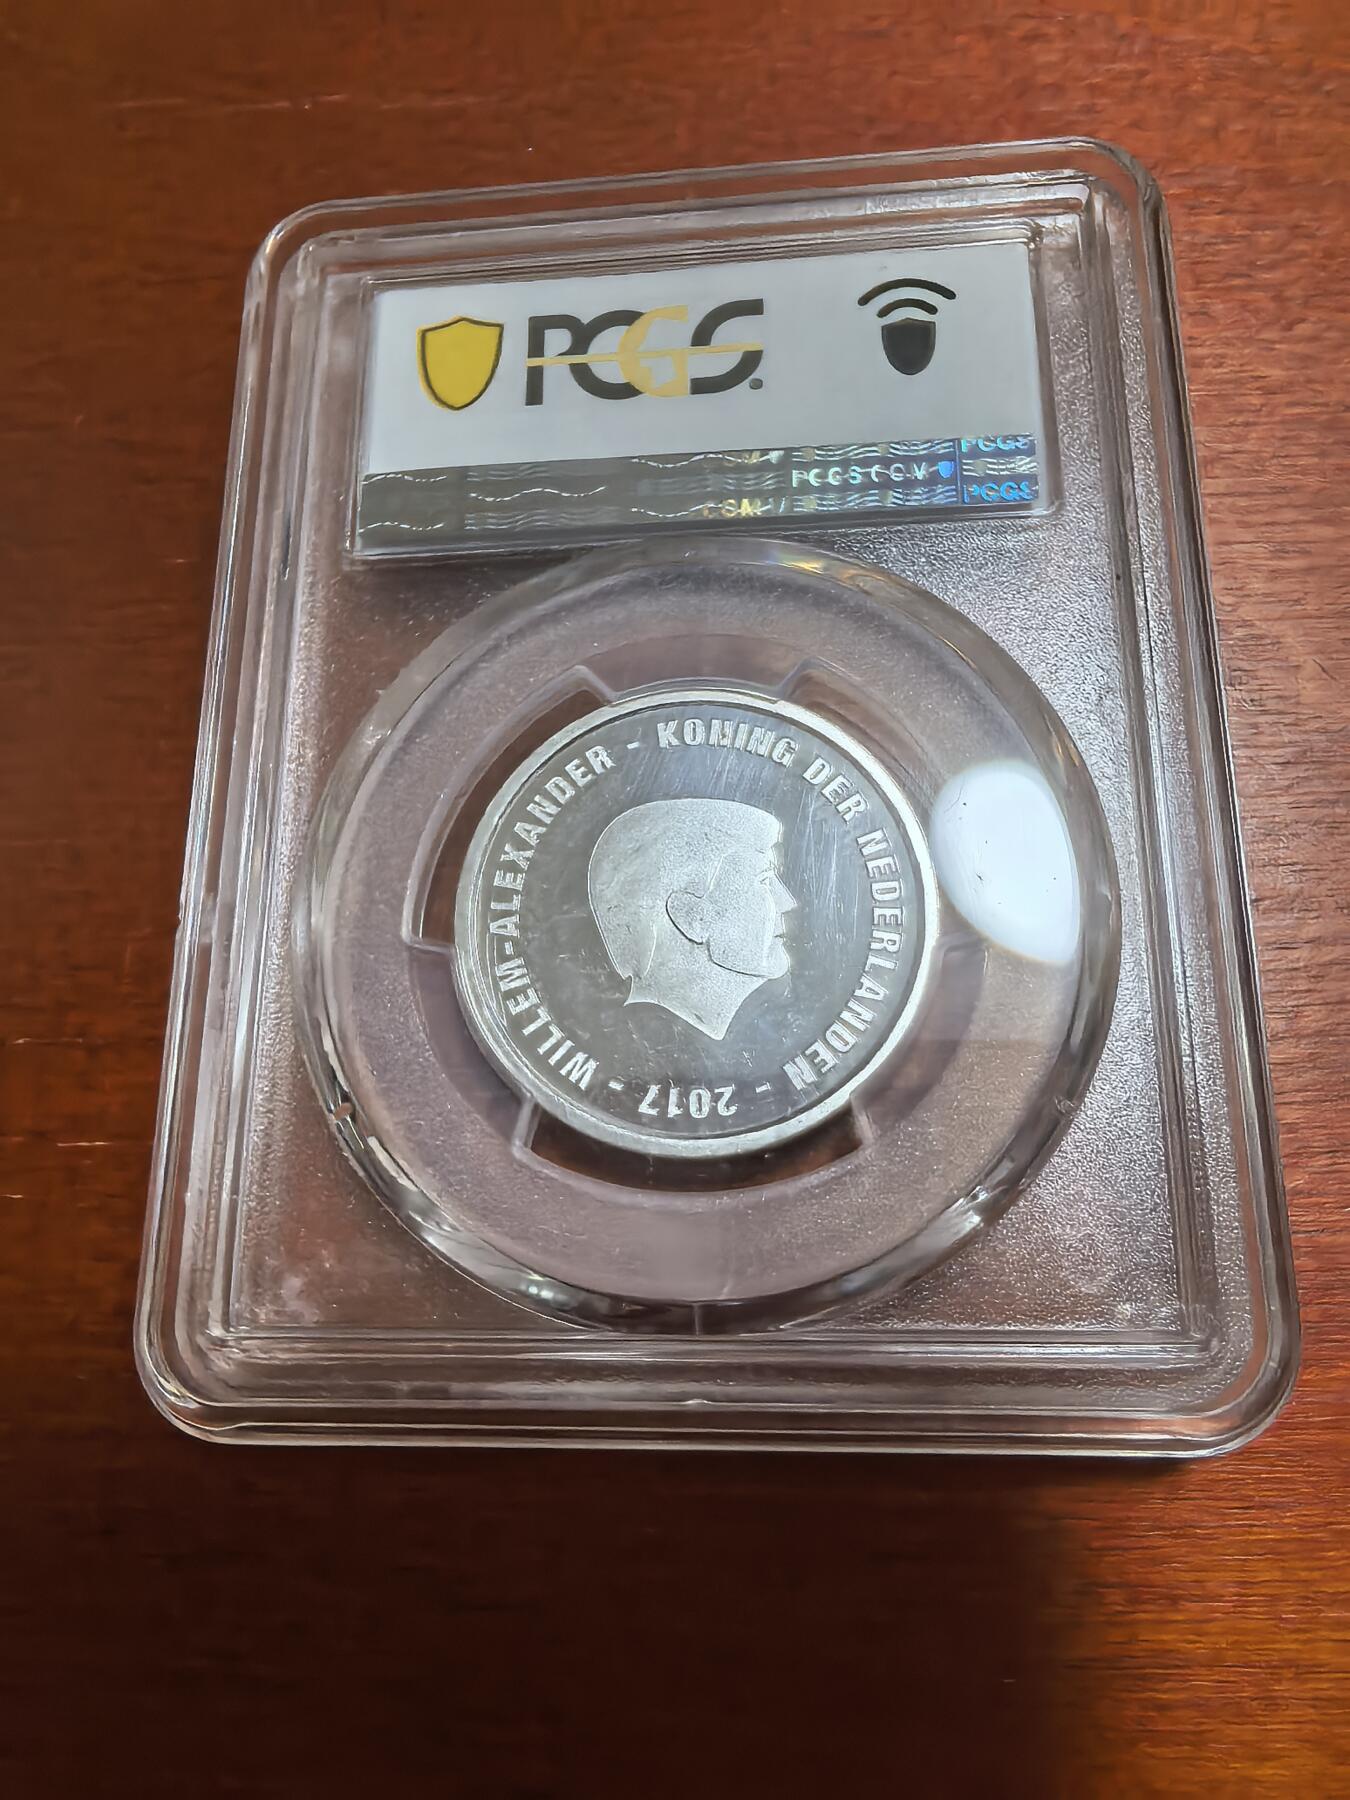 PCGS.
PCGS
PCGS.COM
PCGS
WILLEM-ALEXANDER - KONING DER NEDERLANDEN - 2017 -